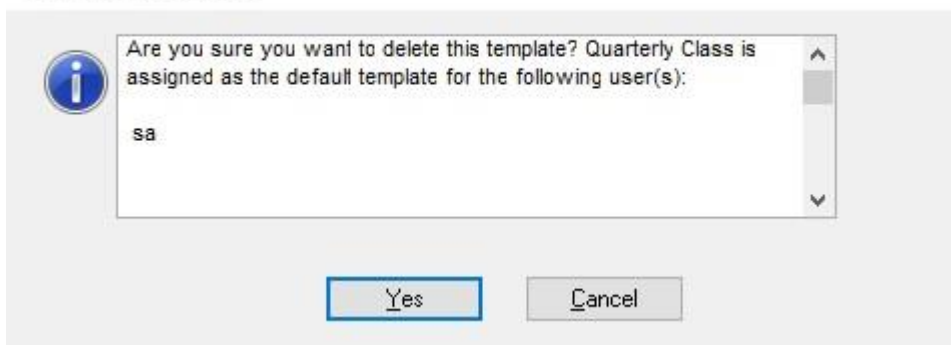 Are you sure you want to delete this template? Quarterly Class is
assigned as the default template for the following user(s):
sa
Yes
Cancel